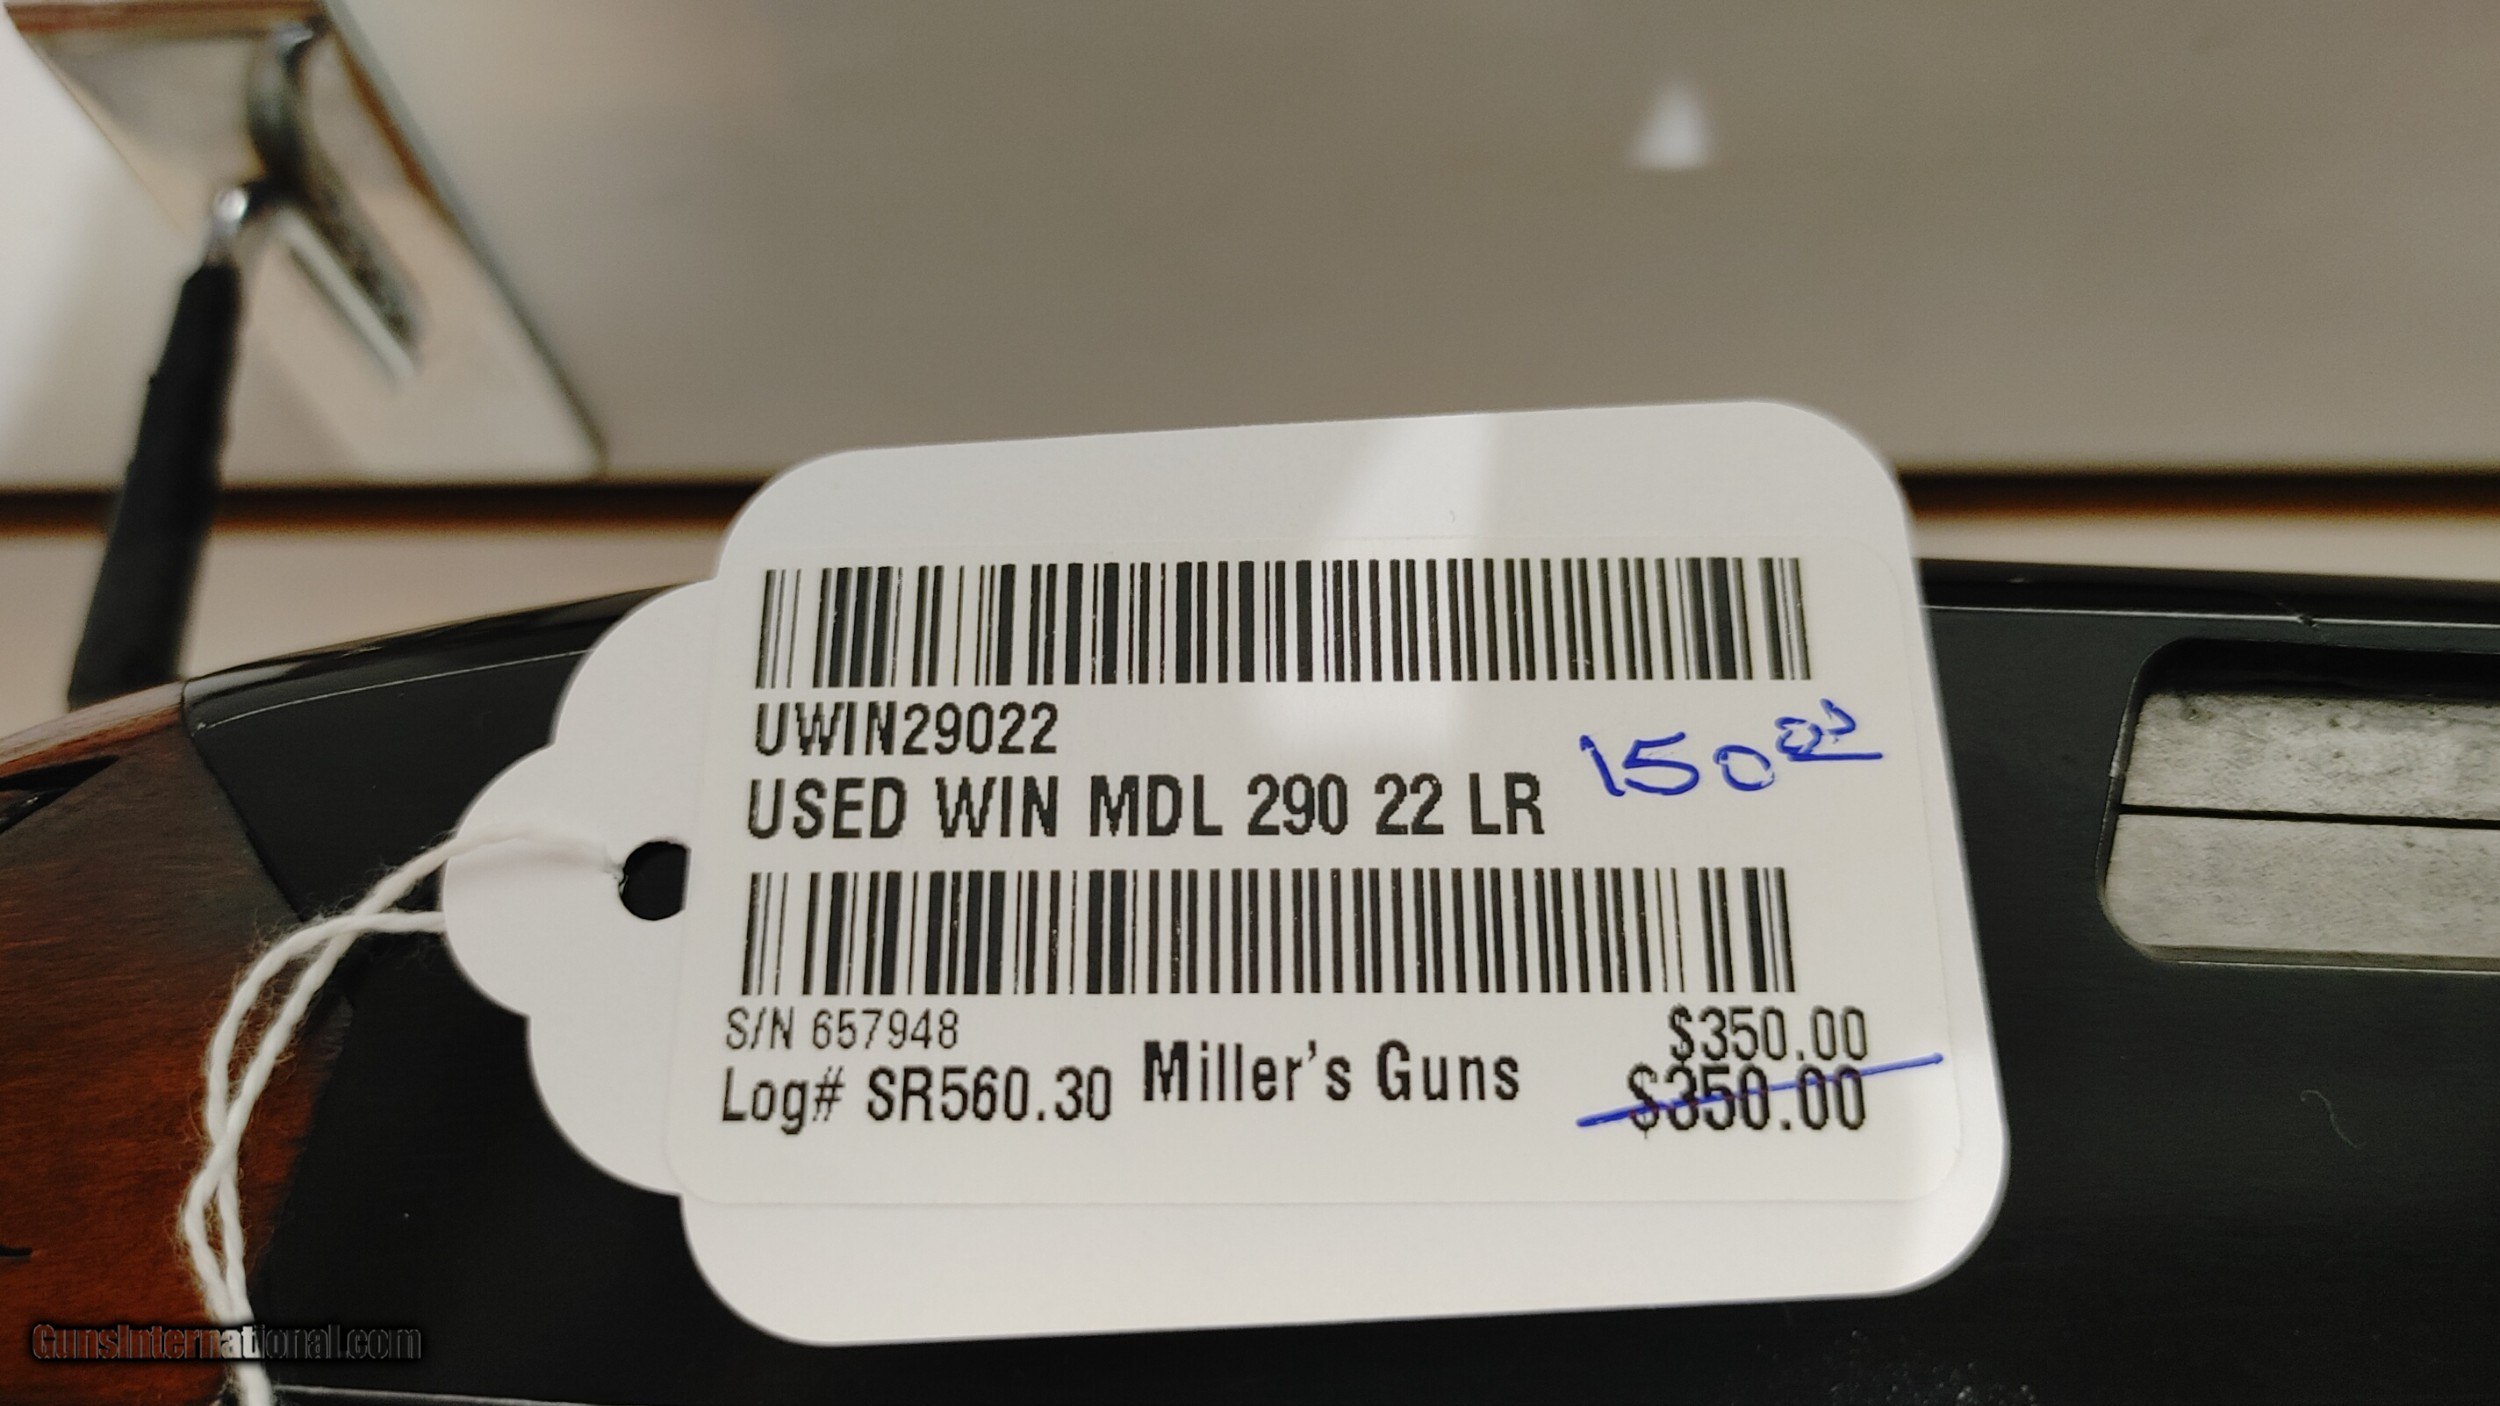 UWIN29022
150.00
USED WIN MDL 290 22 LR
S/N 657948
$350.00
Log# SR560.30
Miller's Guns
$350.00
GunsInternational.com